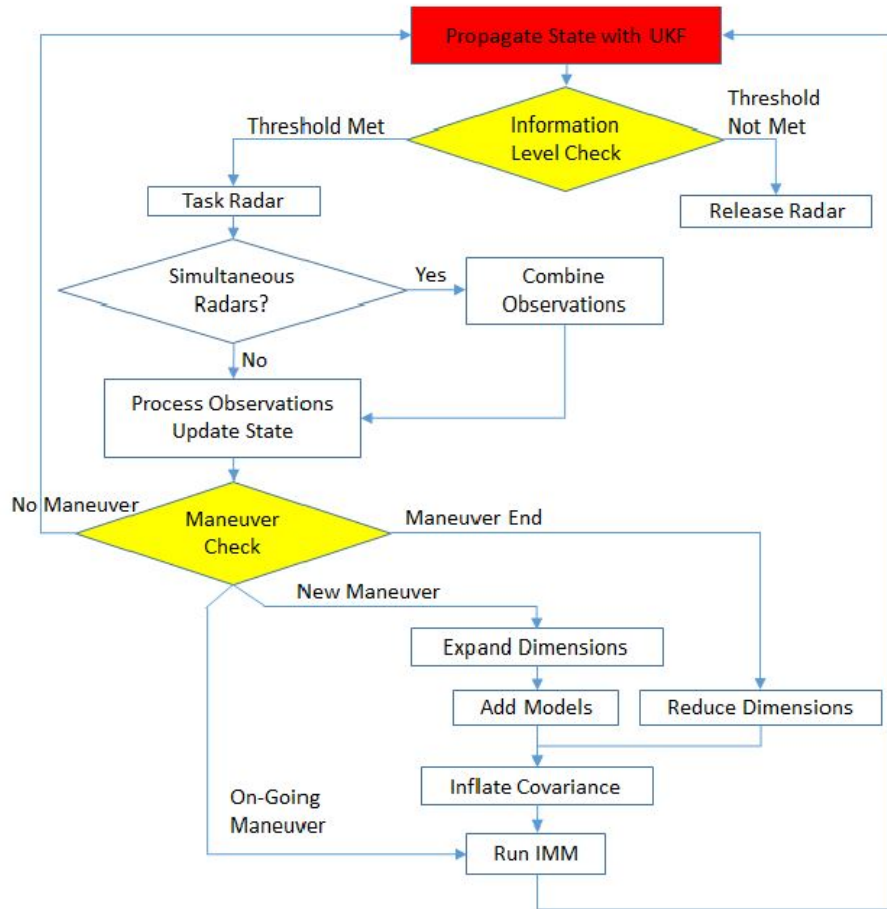 Propagate State with UKF
Threshold
Not Met
Threshold Met
Information
Level Check
Task Radar
Release Radar
Simultaneous
Radars?
Yes
Combine
Observations
No
Process Observations
Update State
No Maneuver
Maneuver
Check
Maneuver End
New Maneuver
Expand Dimensions
Add Models
Reduce Dimensions
Inflate Covariance
On-Going
Maneuver
Run IMM